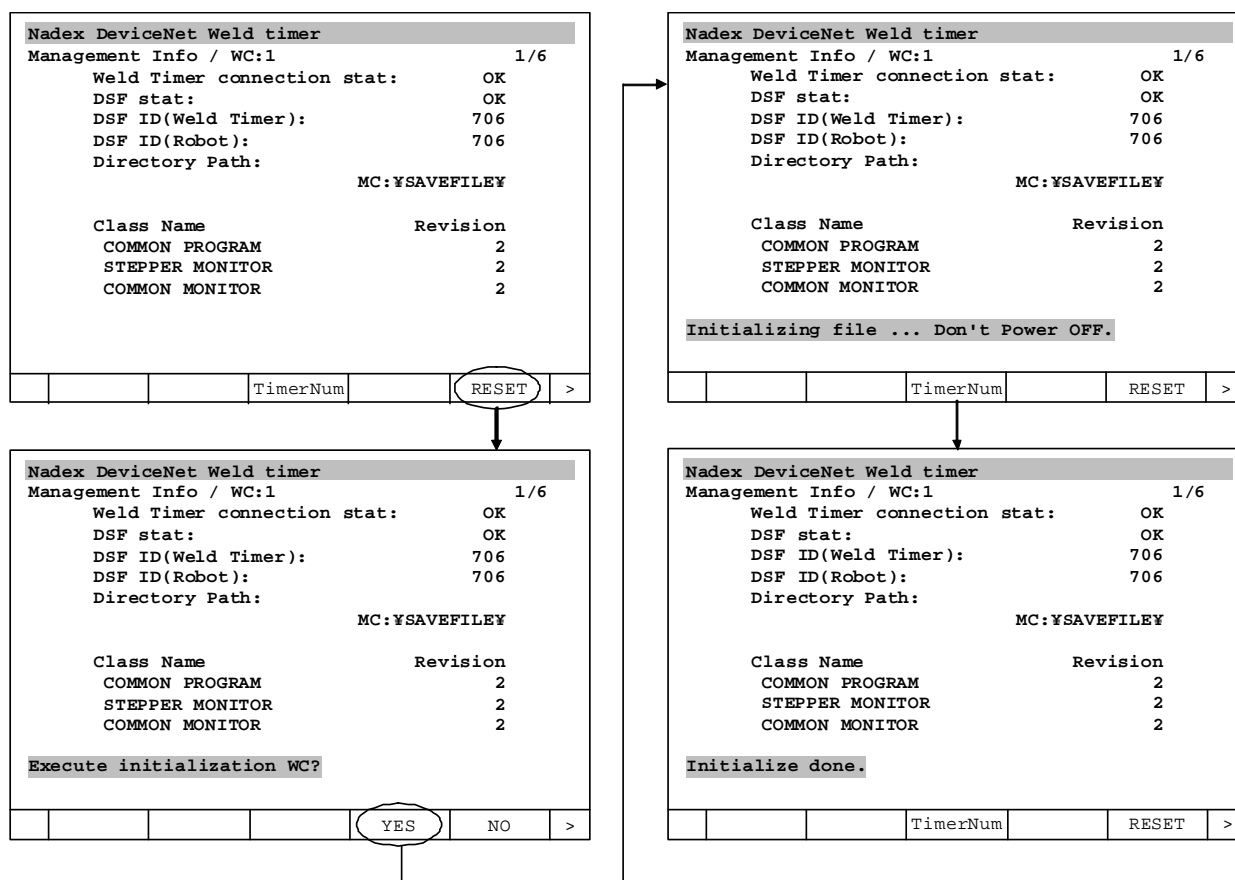 Nadex DeviceNet Weld timer
Management Info / WC:1 1/6
Weld Timer connection stat: OK
DSF stat: OK
DSF ID(Weld Timer): 706
DSF ID(Robot): 706
Directory Path:
MC:¥SAVEFILE¥
Class Name Revision
COMMON PROGRAM 2
STEPPER MONITOR 2
COMMON MONITOR 2
TimerNum RESET >
Nadex DeviceNet Weld timer
Management Info / WC:1 1/6
Weld Timer connection stat: OK
DSF stat: OK
DSF ID(Weld Timer): 706
DSF ID(Robot): 706
Directory Path:
MC:¥SAVEFILE¥
Class Name Revision
COMMON PROGRAM 2
STEPPER MONITOR 2
COMMON MONITOR 2
Execute initialization WC?
YES NO >
Nadex DeviceNet Weld timer
Management Info / WC:1 1/6
Weld Timer connection stat: OK
DSF stat: OK
DSF ID(Weld Timer): 706
DSF ID(Robot): 706
Directory Path:
MC:¥SAVEFILE¥
Class Name Revision
COMMON PROGRAM 2
STEPPER MONITOR 2
COMMON MONITOR 2
Initializing file ... Don't Power OFF.
TimerNum RESET >
Nadex DeviceNet Weld timer
Management Info / WC:1 1/6
Weld Timer connection stat: OK
DSF stat: OK
DSF ID(Weld Timer): 706
DSF ID(Robot): 706
Directory Path:
MC:¥SAVEFILE¥
Class Name Revision
COMMON PROGRAM 2
STEPPER MONITOR 2
COMMON MONITOR 2
Initialize done.
TimerNum RESET >